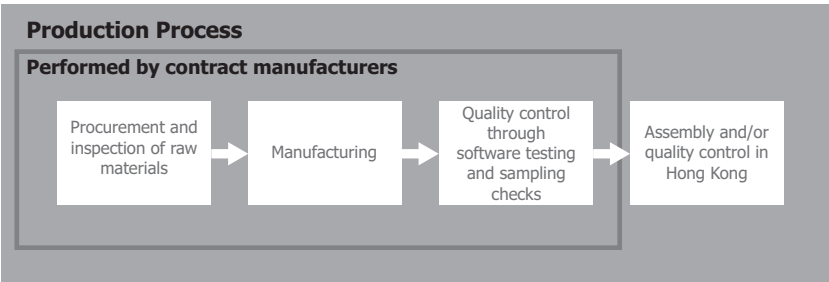 Production Process
Performed by contract manufacturers
Procurement and
inspection of raw
materials
Manufacturing
Quality control
through
software testing
and sampling
checks
Assembly and/or
quality control in
Hong Kong